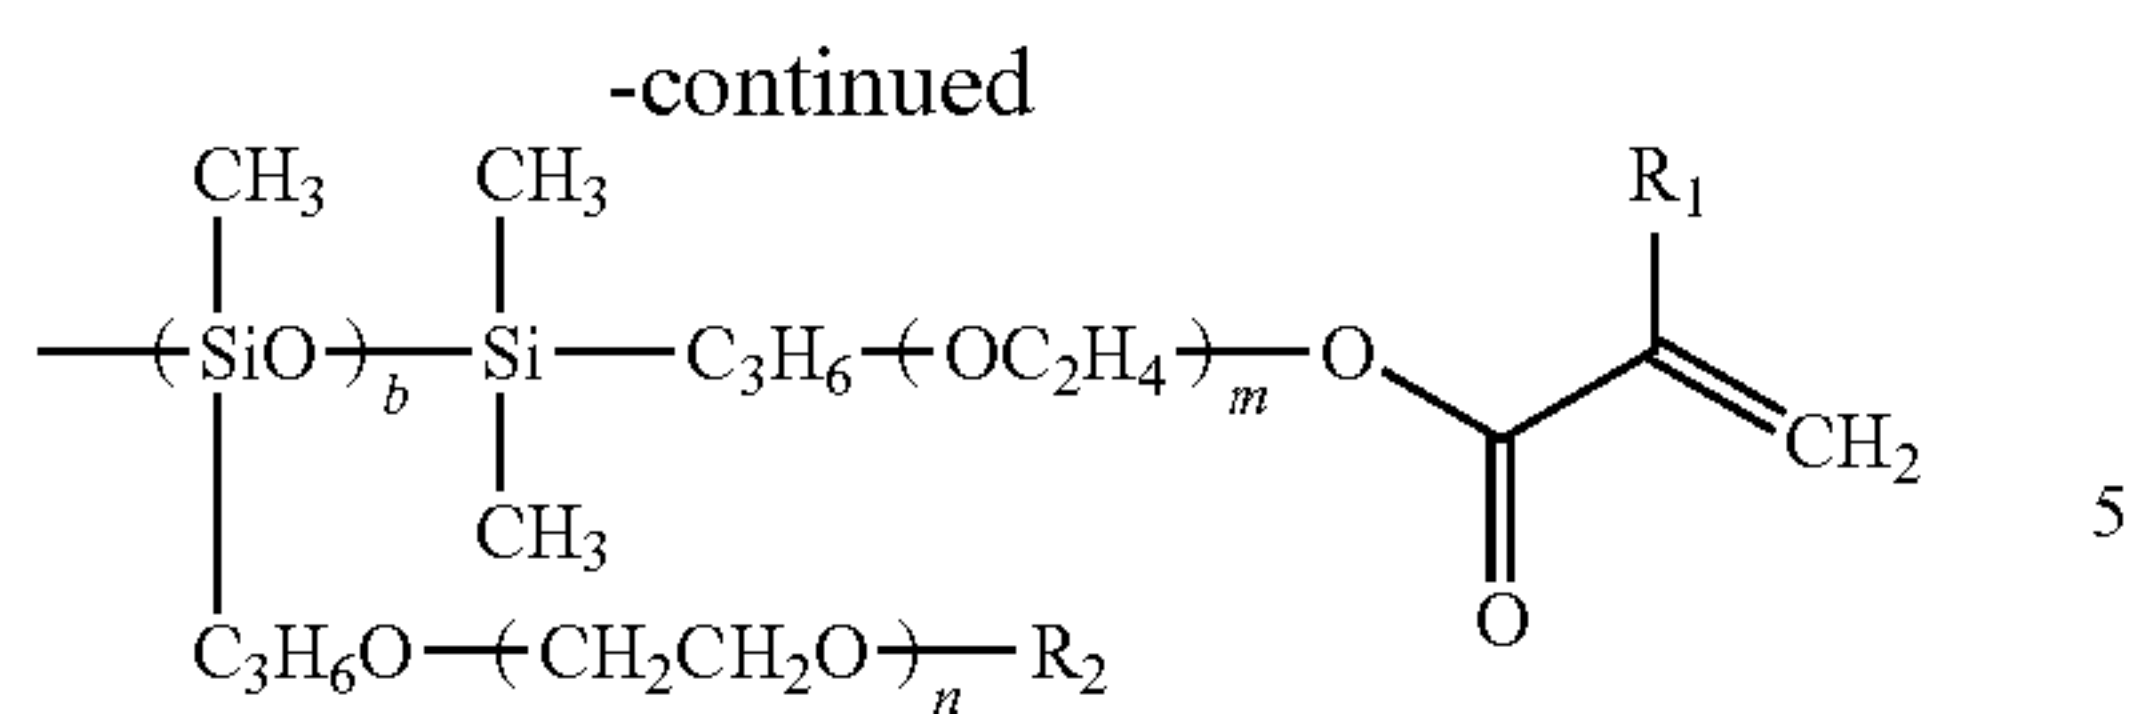 -continued
CH₃ CH₃ R₁
—(SiO)b—Si—C₃H₆—(OC₂H₄)m—O
CH₂
5
CH₃
O
C₃H₆O—(CH₂CH₂O)n—R₂